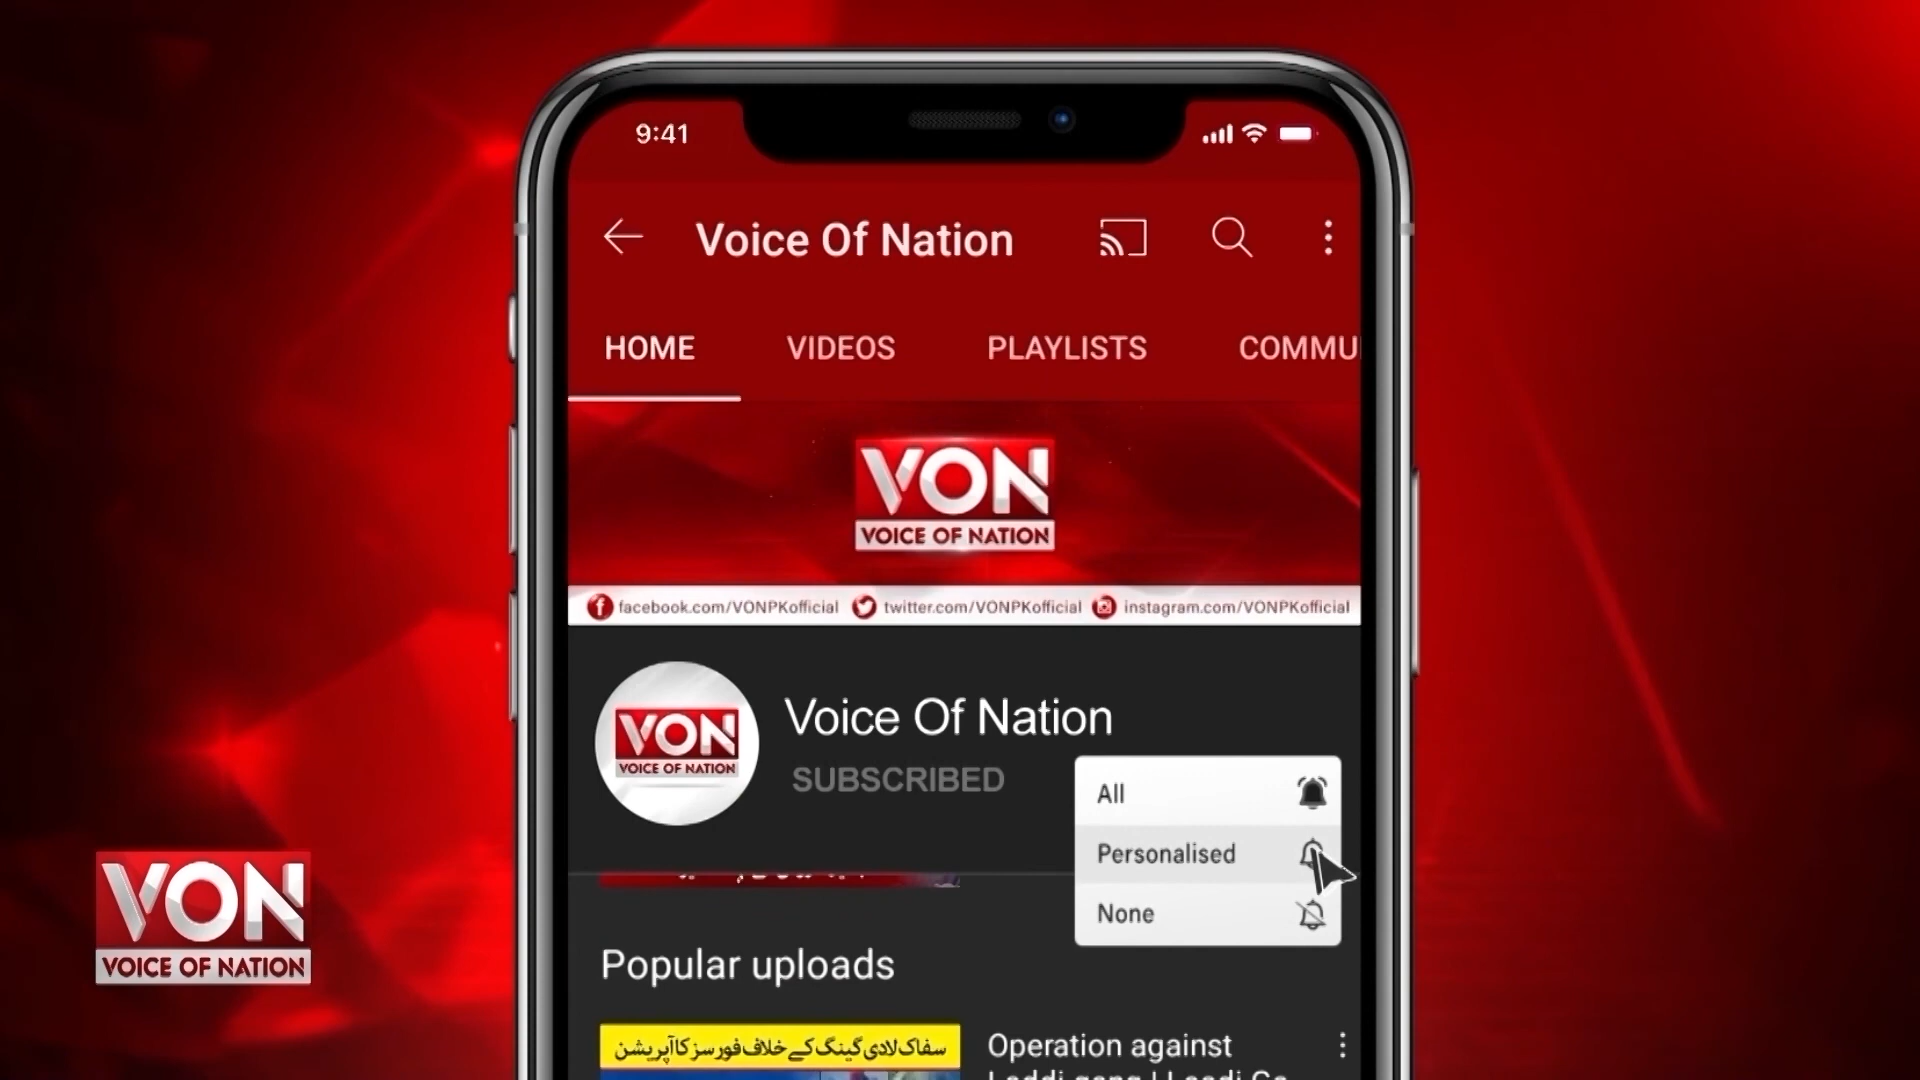 9:41
Voice Of Nation
HOME VIDEOS PLAYLISTS COMMU
VON
VOICE OF NATION
facebook.com/VONPKofficial twitter.com/VONPKofficial instagram.com/VONPKofficial
VON
VOICE OF NATION
Voice Of Nation
SUBSCRIBED
All
Personalised
None
VON
VOICE OF NATION
Popular uploads
سفاک لادی گینگ کے خلاف فورسز کا آپریشن
Operation against